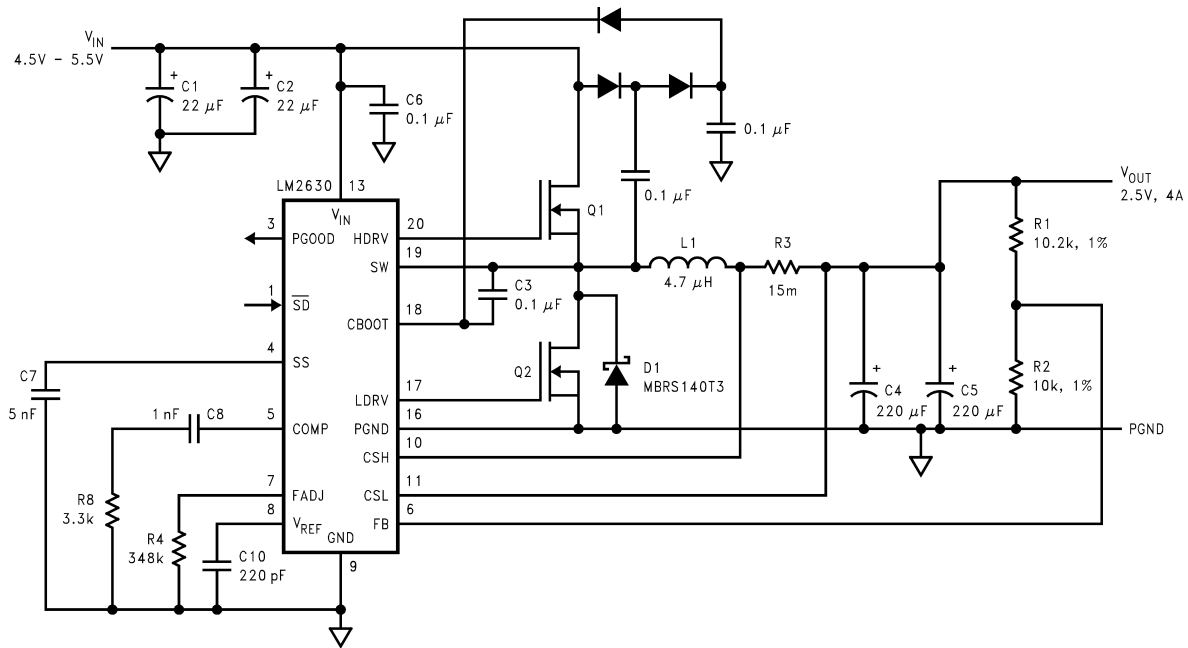 VIN
4.5V – 5.5V
+
C1
22 μF
+
C2
22 μF
C6
0.1 μF
0.1 μF
0.1 μF
VOUT
2.5V, 4A
LM2630
13
VIN
3
PGOOD
HDRV
20
Q1
19
SW
L1
4.7 μH
R3
15m
R1
10.2k, 1%
1
SD
C3
0.1 μF
18
CBOOT
4
SS
C7
5 nF
Q2
D1
MBRS140T3
R2
10k, 1%
17
LDRV
+
C4
220 μF
+
C5
220 μF
1 nF
C8
5
COMP
16
PGND
PGND
10
CSH
7
FADJ
11
CSL
R8
3.3k
8
VREF
6
FB
R4
348k
GND
C10
220 pF
9